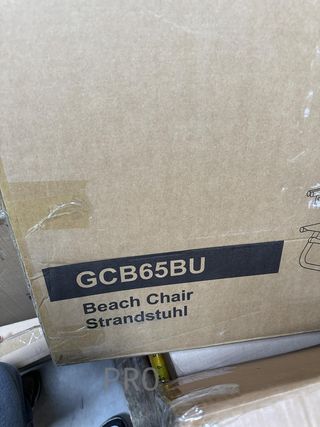 GCB65BU
Beach Chair
Strandstuhl
PRO